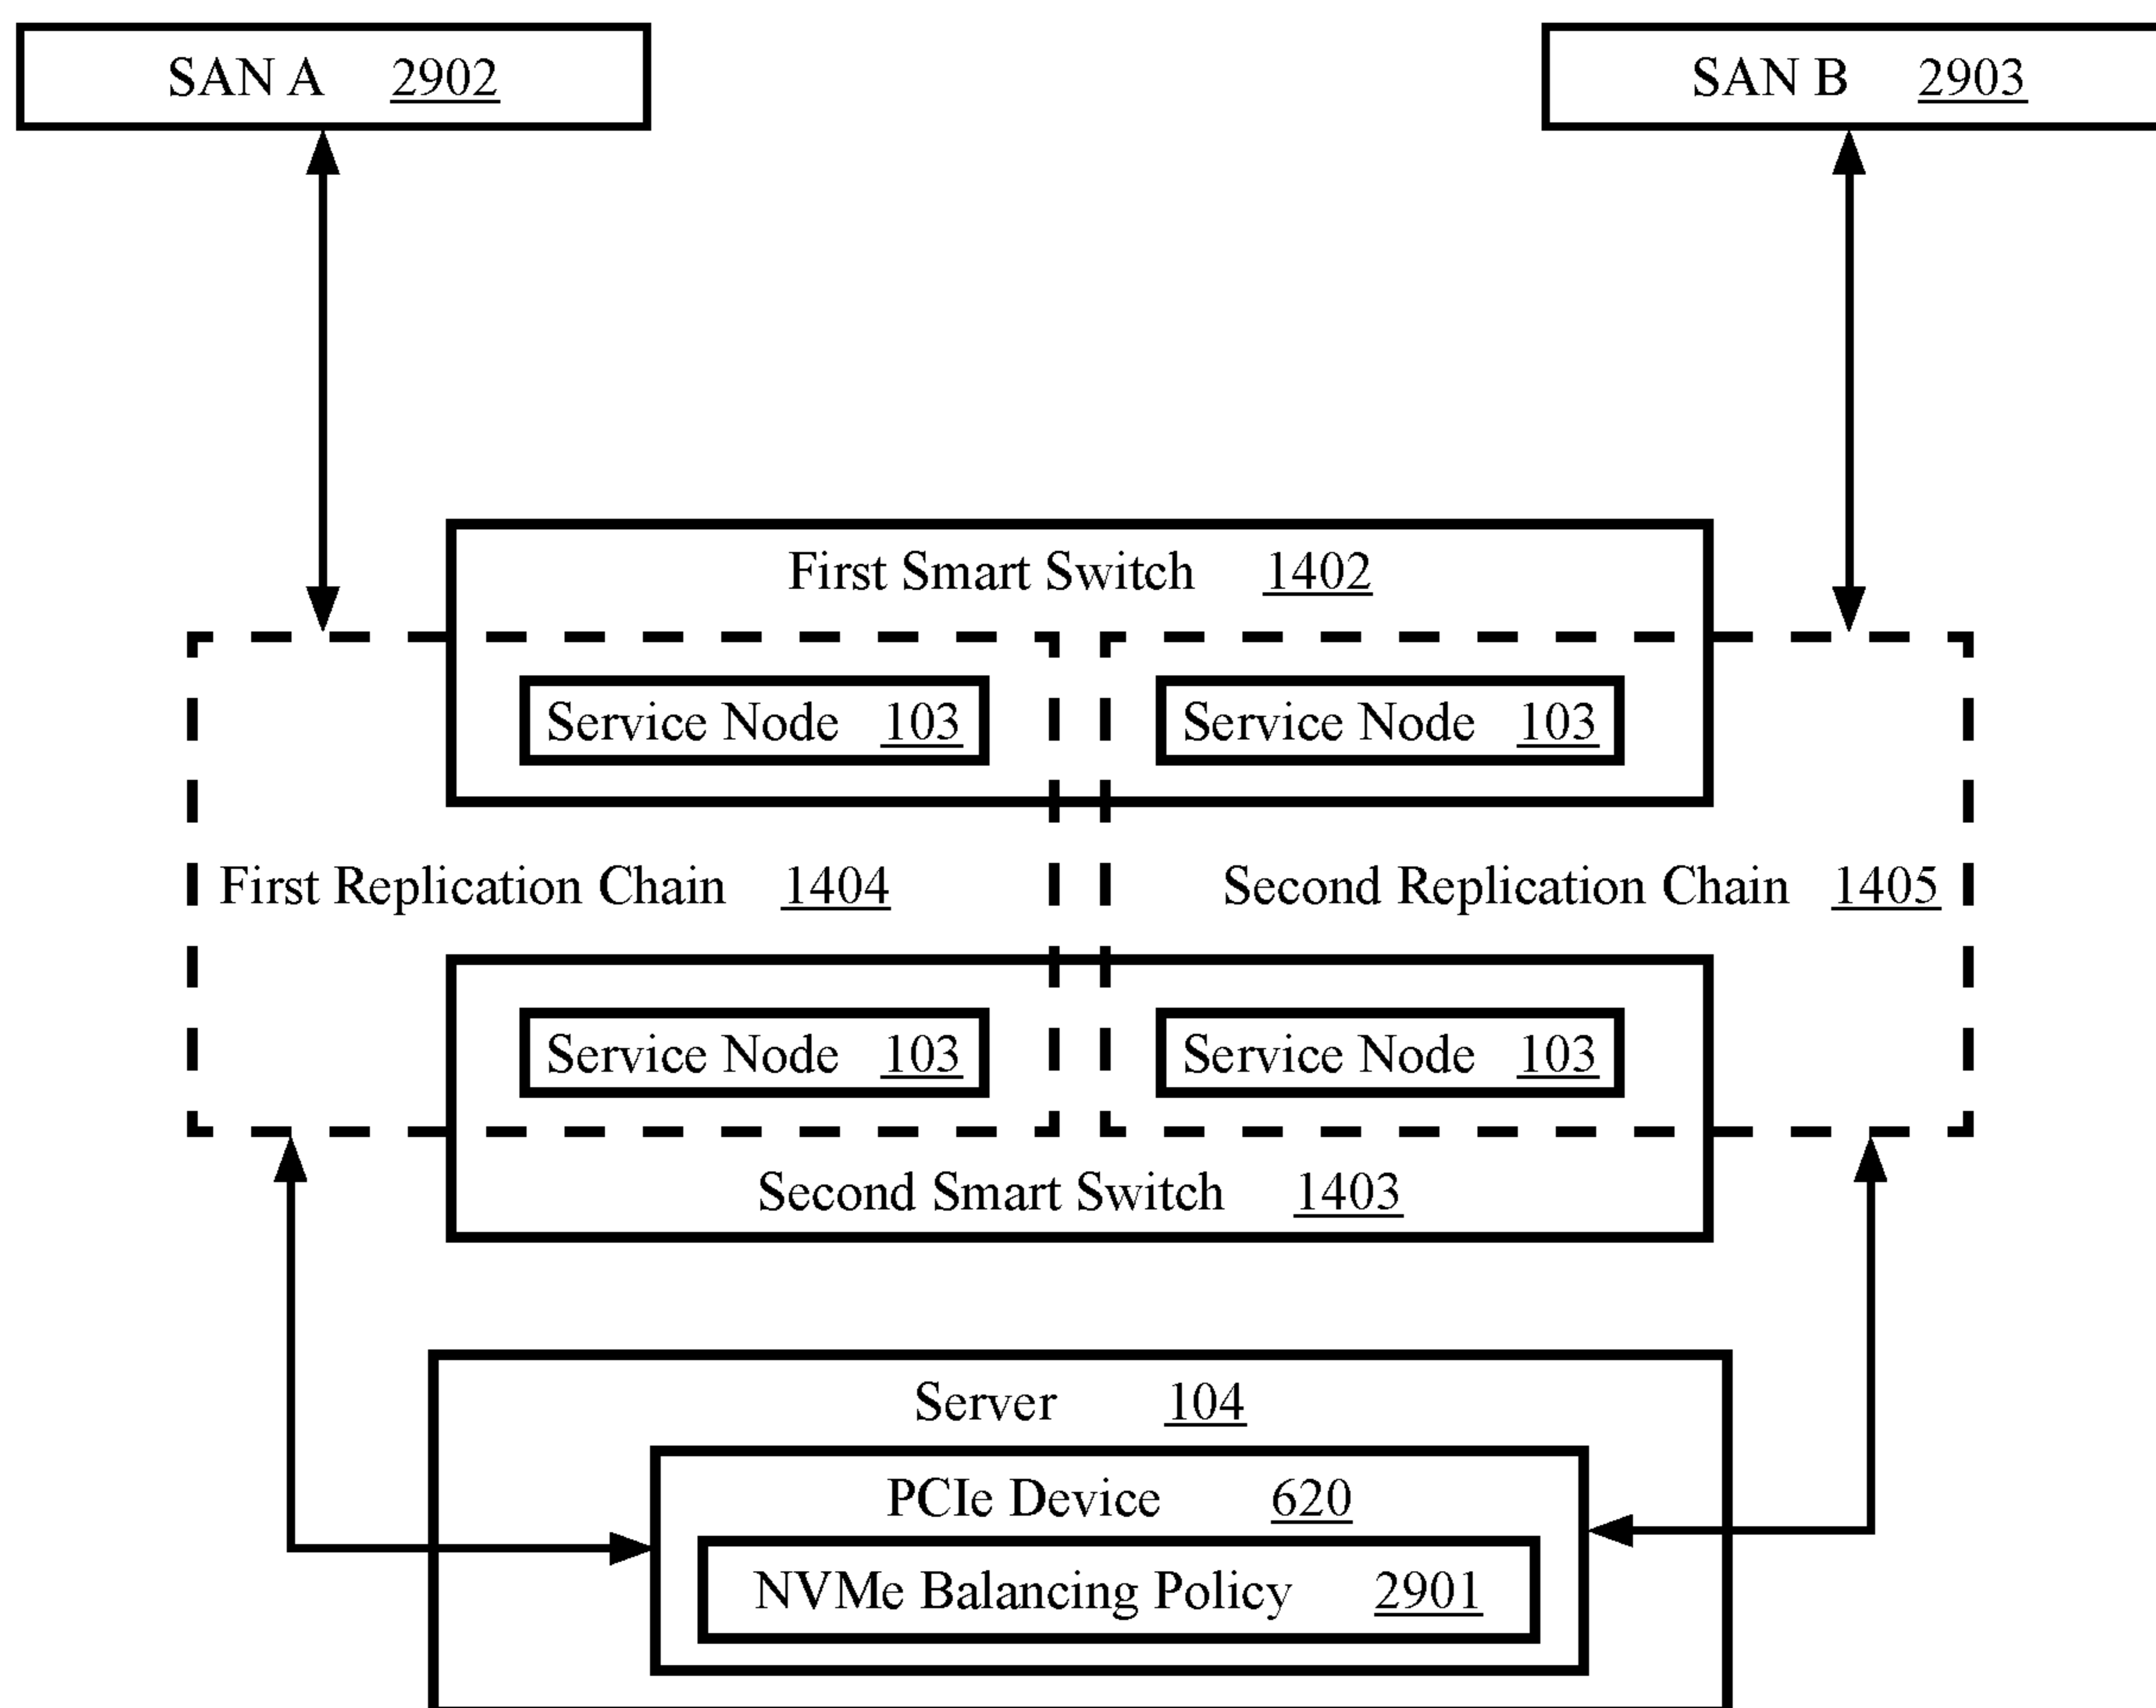 SAN A 2902
SAN B 2903
First Smart Switch 1402
Service Node 103
Service Node 103
First Replication Chain 1404
Second Replication Chain 1405
Service Node 103
Service Node 103
Second Smart Switch 1403
Server 104
PCIe Device 620
NVMe Balancing Policy 2901